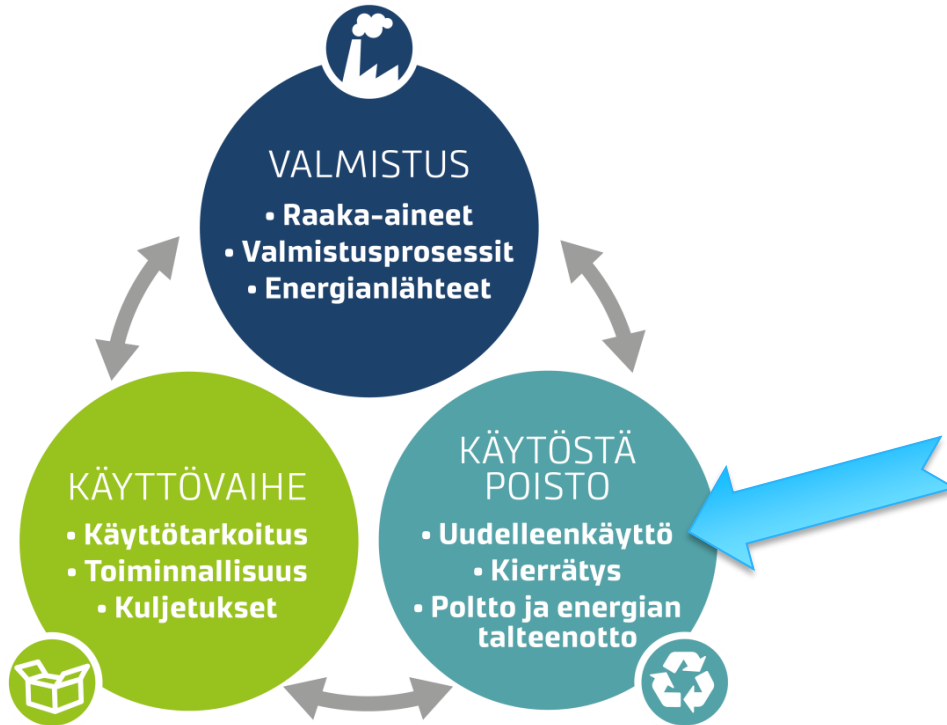 VALMISTUS
• Raaka-aineet
• Valmistusprosessit
• Energianlähteet
KÄYTTÖVAIHE
• Käyttötarkoitus
• Toiminnallisuus
• Kuljetukset
KÄYTÖSTÄ
POISTO
• Uudelleenkäyttö
• Kierrätys
• Poltto ja energian
talteenotto